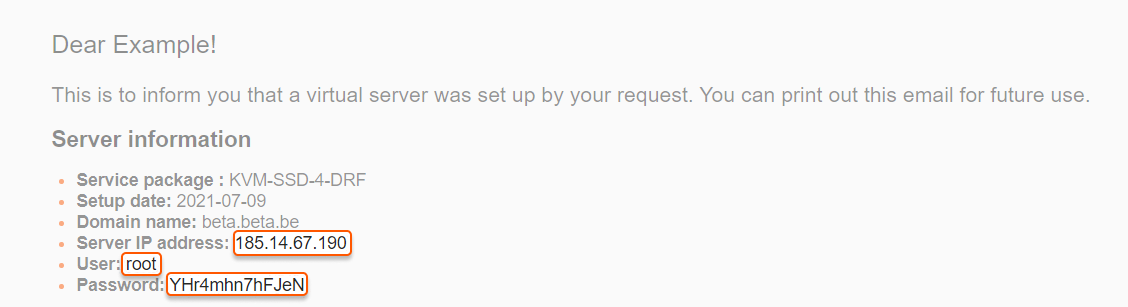 Dear Example!
This is to inform you that a virtual server was set up by your request. You can print out this email for future use.
Server information
Service package : KVM-SSD-4-DRF
Setup date: 2021-07-09
Domain name: beta.beta.be
Server IP address: 185.14.67.190
User: root
Password: YHr4mhn7hFJeN